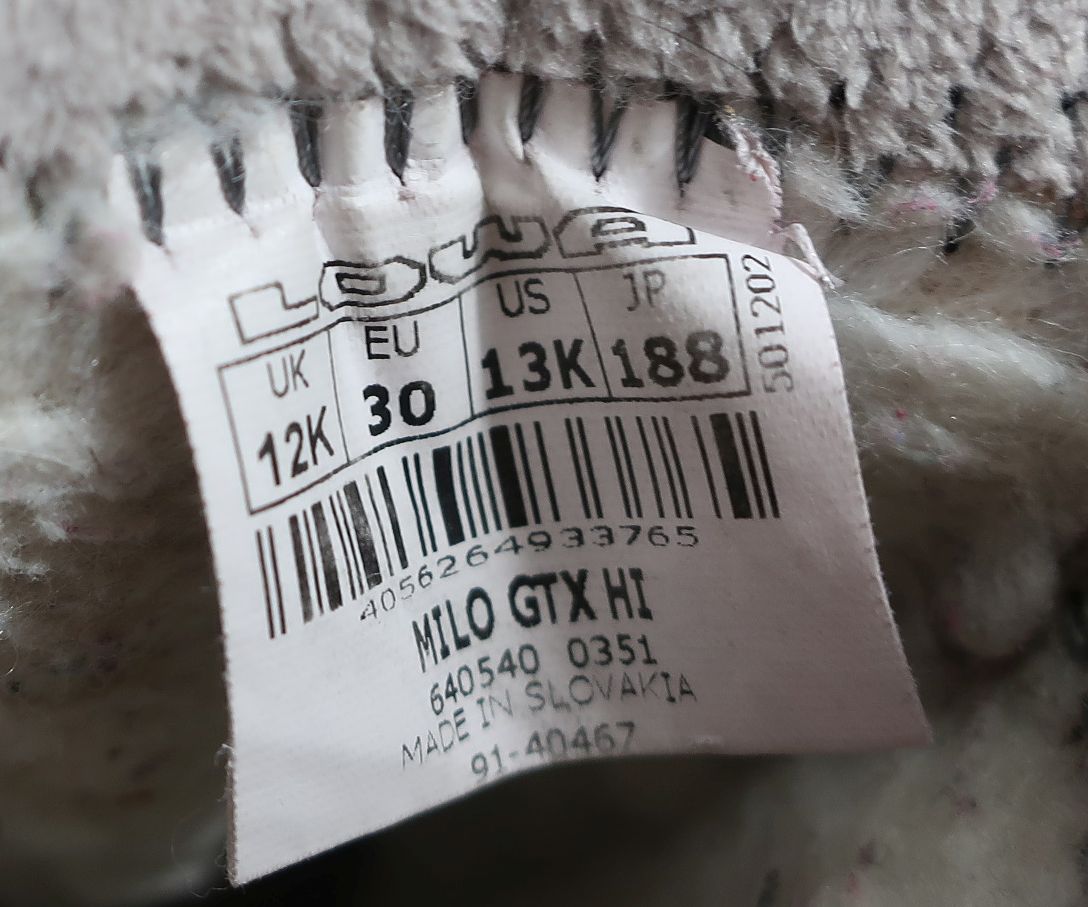 LOWA
UK EU US JP
12K 30 13K 188
501202
4056264933765
MILO GTX HI
640540 0351
MADE IN SLOVAKIA
91-40467